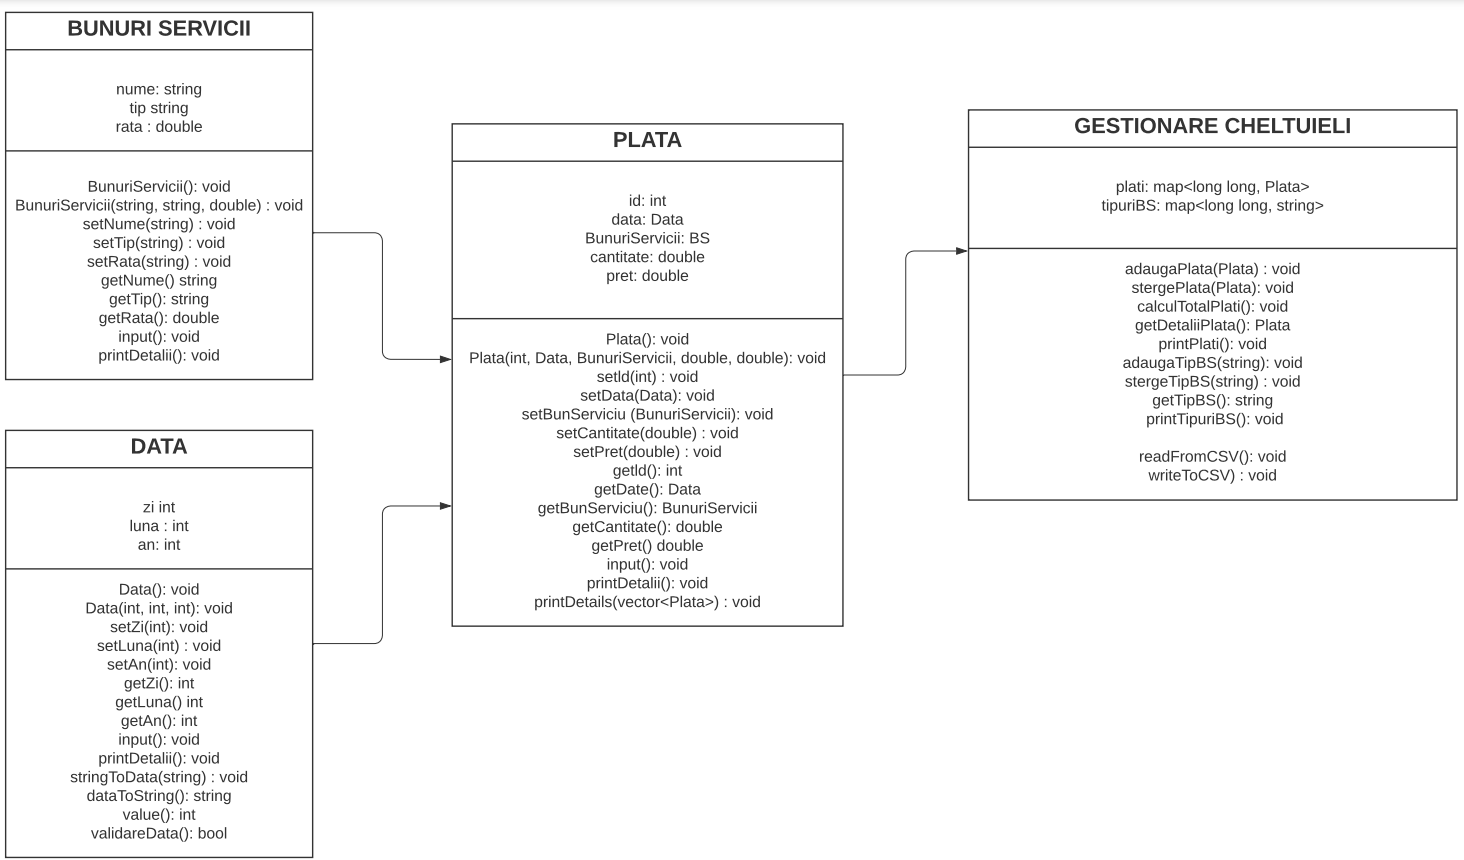 BUNURI SERVICII
nume: string
tip string
rata : double
BunuriServicii(): void
BunuriServicii(string, string, double) : void
setNume(string) : void
setTip(string) : void
setRata(string) : void
getNume() string
getTip(): string
getRata(): double
input(): void
printDetalii(): void
DATA
zi int
luna : int
an: int
Data(): void
Data(int, int, int): void
setZi(int): void
setLuna(int) : void
setAn(int): void
getZi(): int
getLuna() int
getAn(): int
input(): void
printDetalii(): void
stringToData(string) : void
dataToString(): string
value(): int
validareData(): bool
PLATA
id: int
data: Data
BunuriServicii: BS
cantitate: double
pret: double
Plata(): void
Plata(int, Data, BunuriServicii, double, double): void
setId(int) : void
setData(Data): void
setBunServiciu (BunuriServicii): void
setCantitate(double) : void
setPret(double) : void
getId(): int
getDate(): Data
getBunServiciu(): BunuriServicii
getCantitate(): double
getPret() double
input(): void
printDetalii(): void
printDetails(vector<Plata>) : void
GESTIONARE CHELTUIELI
plati: map<long long, Plata>
tipuriBS: map<long long, string>
adaugaPlata(Plata) : void
stergePlata(Plata): void
calculTotalPlati(): void
getDetaliiPlata(): Plata
printPlati(): void
adaugaTipBS(string): void
stergeTipBS(string) : void
getTipBS(): string
printTipuriBS(): void
readFromCSV(): void
writeToCSV) : void